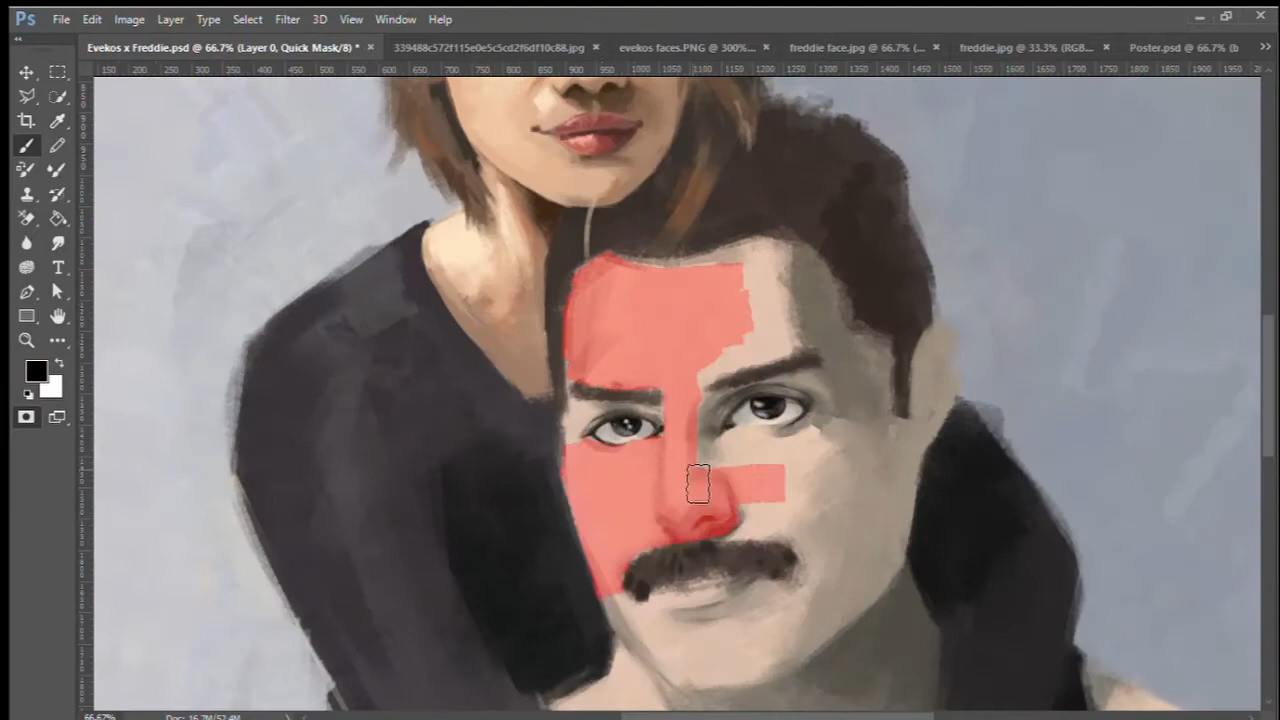 Ps File Edit Image Layer Type Select Filter 3D View Window Help
Evekos x Freddie.psd @ 66.7% (Layer 0, Quick Mask/8) * × 339488c572f115e0e5c5cd2f6df10c88.jpg × evekos faces.PNG @ 300%... × freddie face.jpg @ 66.7% (... × freddie.jpg @ 33.3% (RGB... × Poster.psd @ 66.7% (b
150 200 250 300 350 400 450 500 550 600 650 700 750 800 850 900 950 1000 1050 1100 1150 1200 1250 1300 1350 1400 1450 1500 1550 1600 1650 1700 1750 1800 1850 1900 1950
66.67% Doc: 16.7M/52.4M